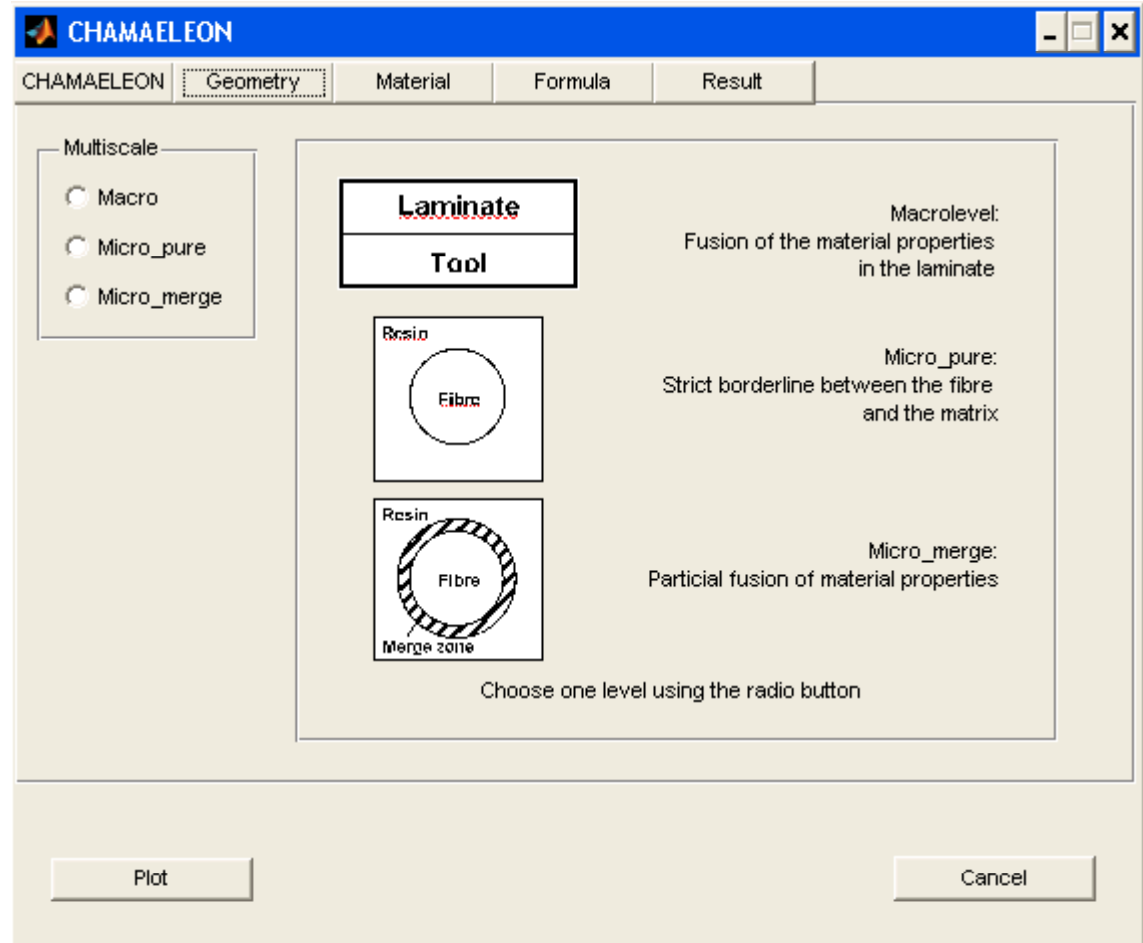 CHAMAELEON
CHAMAELEON Geometry Material Formula Result
Multiscale
Macro
Micro_pure
Micro_merge
Laminate
Tool
Macrolevel:
Fusion of the material properties
in the laminate
Resin
Fibre
Micro_pure:
Strict borderline between the fibre
and the matrix
Resin
Fibre
Merge zone
Micro_merge:
Particial fusion of material properties
Choose one level using the radio button
Plot
Cancel